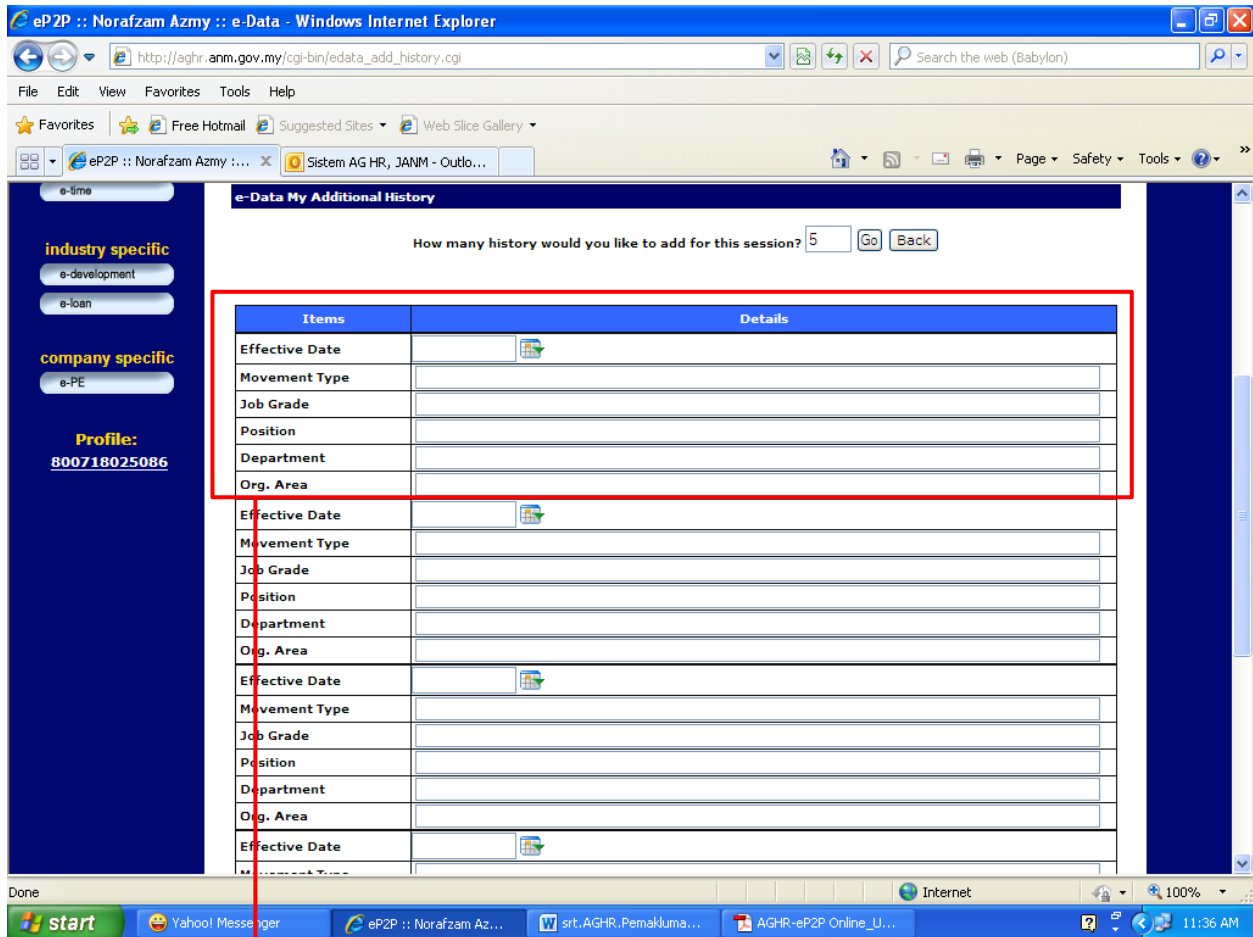 eP2P :: Norafzam Azmy :: e-Data - Windows Internet Explorer
http://aghr.anm.gov.my/cgi-bin/edata_add_history.cgi
Search the web (Babylon)
File Edit View Favorites Tools Help
Favorites Free Hotmail Suggested Sites Web Slice Gallery
eP2P :: Norafzam Azmy :... X Sistem AG HR, JANM - Outlo... Page Safety Tools »
e-time
industry specific
e-development
e-loan
company specific
e-PE
Profile:
800718025086
e-Data My Additional History
How many history would you like to add for this session? 5 Go Back
Items Details
Effective Date
Movement Type
Job Grade
Position
Department
Org. Area
Effective Date
Movement Type
Job Grade
Position
Department
Org. Area
Effective Date
Movement Type
Job Grade
Position
Department
Org. Area
Effective Date
Movement Type
Done Internet 100%
start Yahoo! Messenger eP2P :: Norafzam Az... srt.AGHR.Pemakluma... AGHR-eP2P Online_U... 11:36 AM